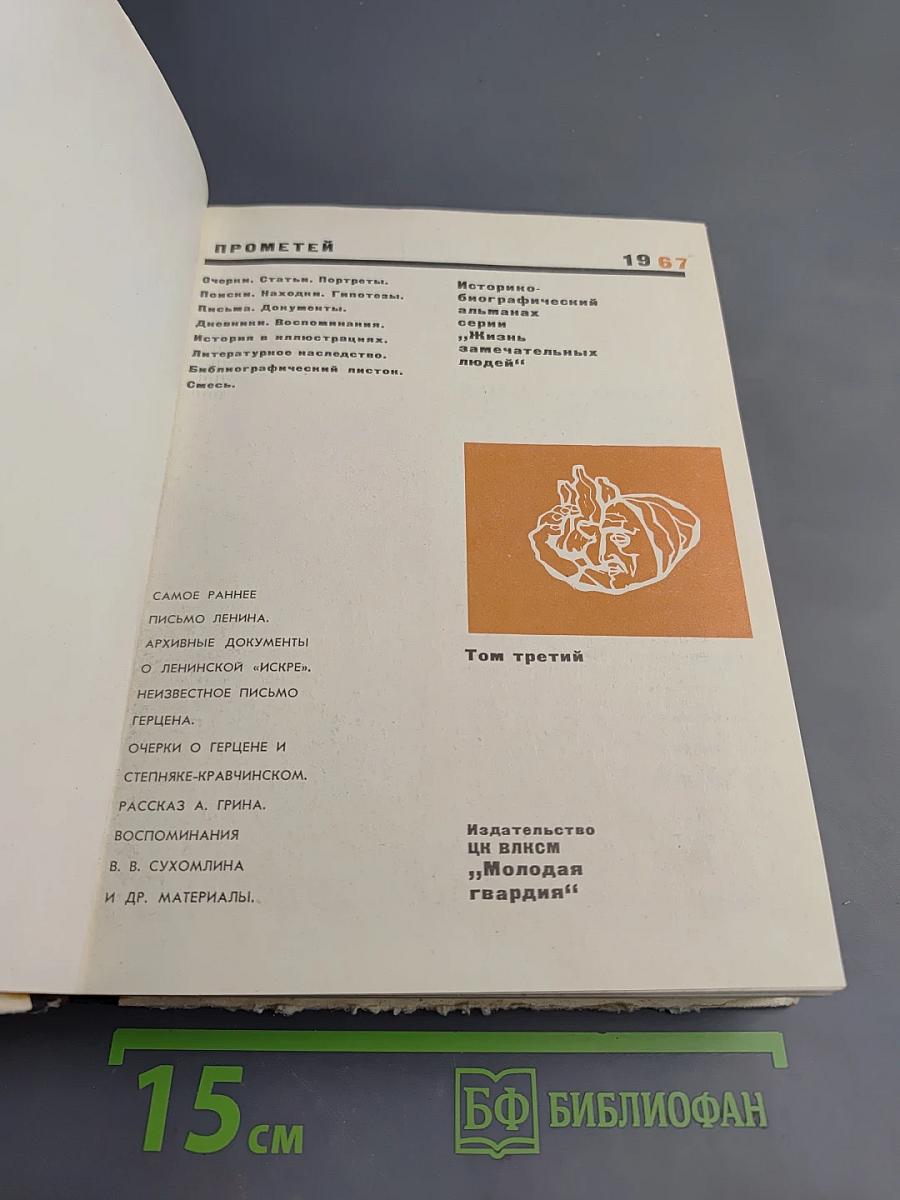 ПРОМЕТЕЙ
1967
Очерки. Статьи. Портреты.
Поиски. Находки. Гипотезы.
Письма. Документы.
Дневники. Воспоминания.
История в иллюстрациях.
Литературное наследство.
Библиографический листок.
Смесь.
Историко-
биографический
альманах
серии
„Жизнь
замечательных
людей“
Том третий
САМОЕ РАННЕЕ
ПИСЬМО ЛЕНИНА.
АРХИВНЫЕ ДОКУМЕНТЫ
О ЛЕНИНСКОЙ «ИСКРЕ».
НЕИЗВЕСТНОЕ ПИСЬМО
ГЕРЦЕНА.
ОЧЕРКИ О ГЕРЦЕНЕ И
СТЕПНЯКЕ-КРАВЧИНСКОМ.
РАССКАЗ А. ГРИНА.
ВОСПОМИНАНИЯ
В. В. СУХОМЛИНА
И ДР. МАТЕРИАЛЫ.
Издательство
ЦК ВЛКСМ
„Молодая
гвардия“
15 см
БФ БИБЛИОФАН